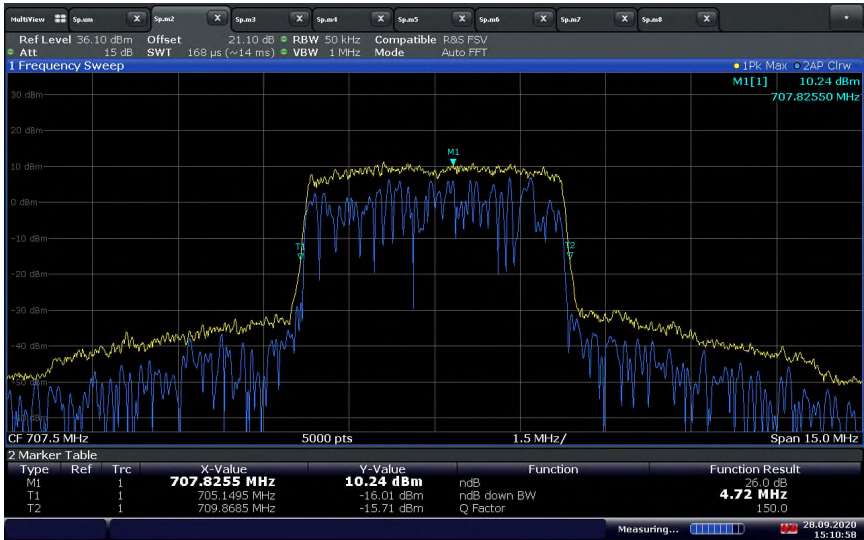 MultiView Sp.um X Sp.m2 X Sp.m3 X Sp.m4 X Sp.m5 X Sp.m6 X Sp.m7 X Sp.m8 X
Ref Level 36.10 dBm Offset 21.10 dB RBW 50 kHz Compatible R&S FSV
Att 15 dB SWT 168 µs (~14 ms) VBW 1 MHz Mode Auto FFT
1 Frequency Sweep 1Pk Max 2AP Clrw
M1[1] 10.24 dBm
707.82550 MHz
30 dBm
20 dBm
M1
10 dBm
0 dBm
-10 dBm
T1 T2
-20 dBm
-30 dBm
-40 dBm
-50 dBm
CF 707.5 MHz 5000 pts 1.5 MHz/ Span 15.0 MHz
2 Marker Table
Type Ref Trc X-Value Y-Value Function Function Result
M1 1 707.8255 MHz 10.24 dBm ndB 26.0 dB
T1 1 705.1495 MHz -16.01 dBm ndB down BW 4.72 MHz
T2 1 709.8685 MHz -15.71 dBm Q Factor 150.0
Measuring... 28.09.2020
15:10:58